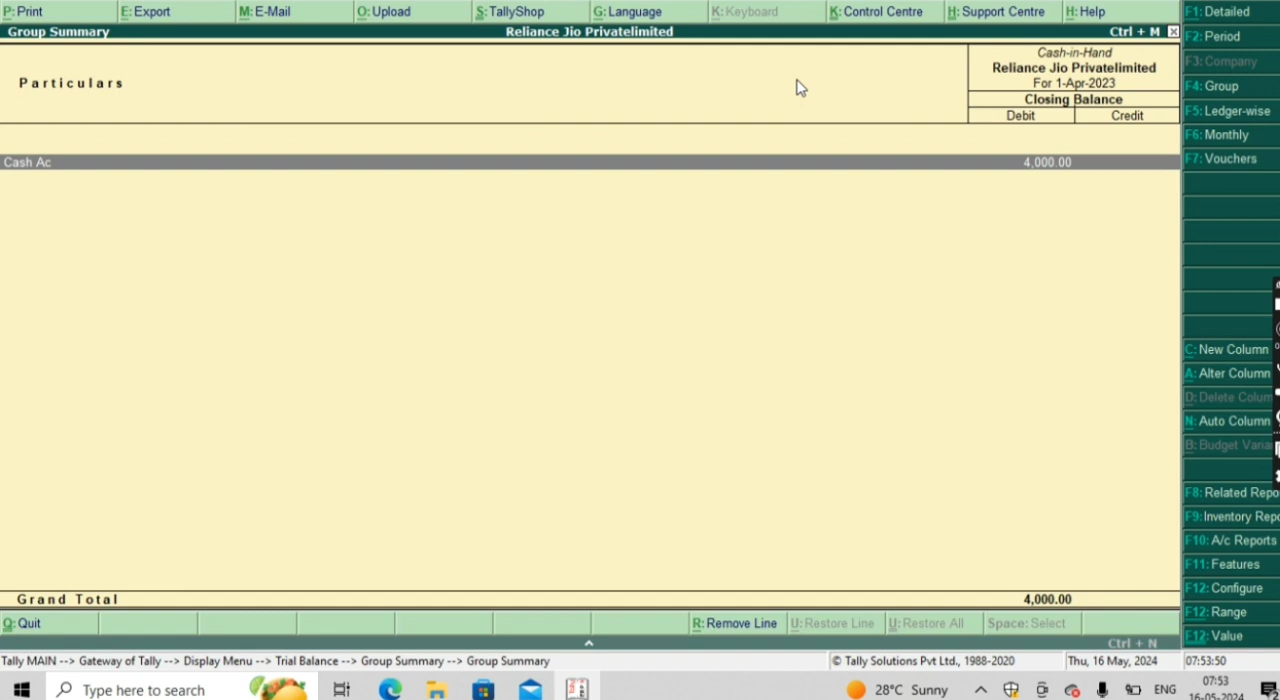 P: Print E: Export M: E-Mail O: Upload S: TallyShop G: Language K: Keyboard K: Control Centre H: Support Centre H: Help F1: Detailed
Group Summary Reliance Jio Privatelimited Ctrl + M x
F2: Period
Cash-in-Hand
F3: Company
Reliance Jio Privatelimited
Particulars For 1-Apr-2023
F4: Group
Closing Balance
F5: Ledger-wise
Debit Credit
F6: Monthly
Cash Ac 4,000.00
F7: Vouchers
C: New Column
A: Alter Column
D: Delete Colum
N: Auto Column
B: Budget Varia
F8: Related Repo
F9: Inventory Repo
F10: A/c Reports
F11: Features
F12: Configure
Grand Total 4,000.00
F12: Range
Q: Quit R: Remove Line U: Restore Line U: Restore All Space: Select
F12: Value
Ctrl + N
Tally MAIN --> Gateway of Tally --> Display Menu --> Trial Balance --> Group Summary --> Group Summary © Tally Solutions Pvt Ltd., 1988-2020 Thu, 16 May, 2024 07:53:50
Type here to search 28°C Sunny ENG 07:53
16-05-2024